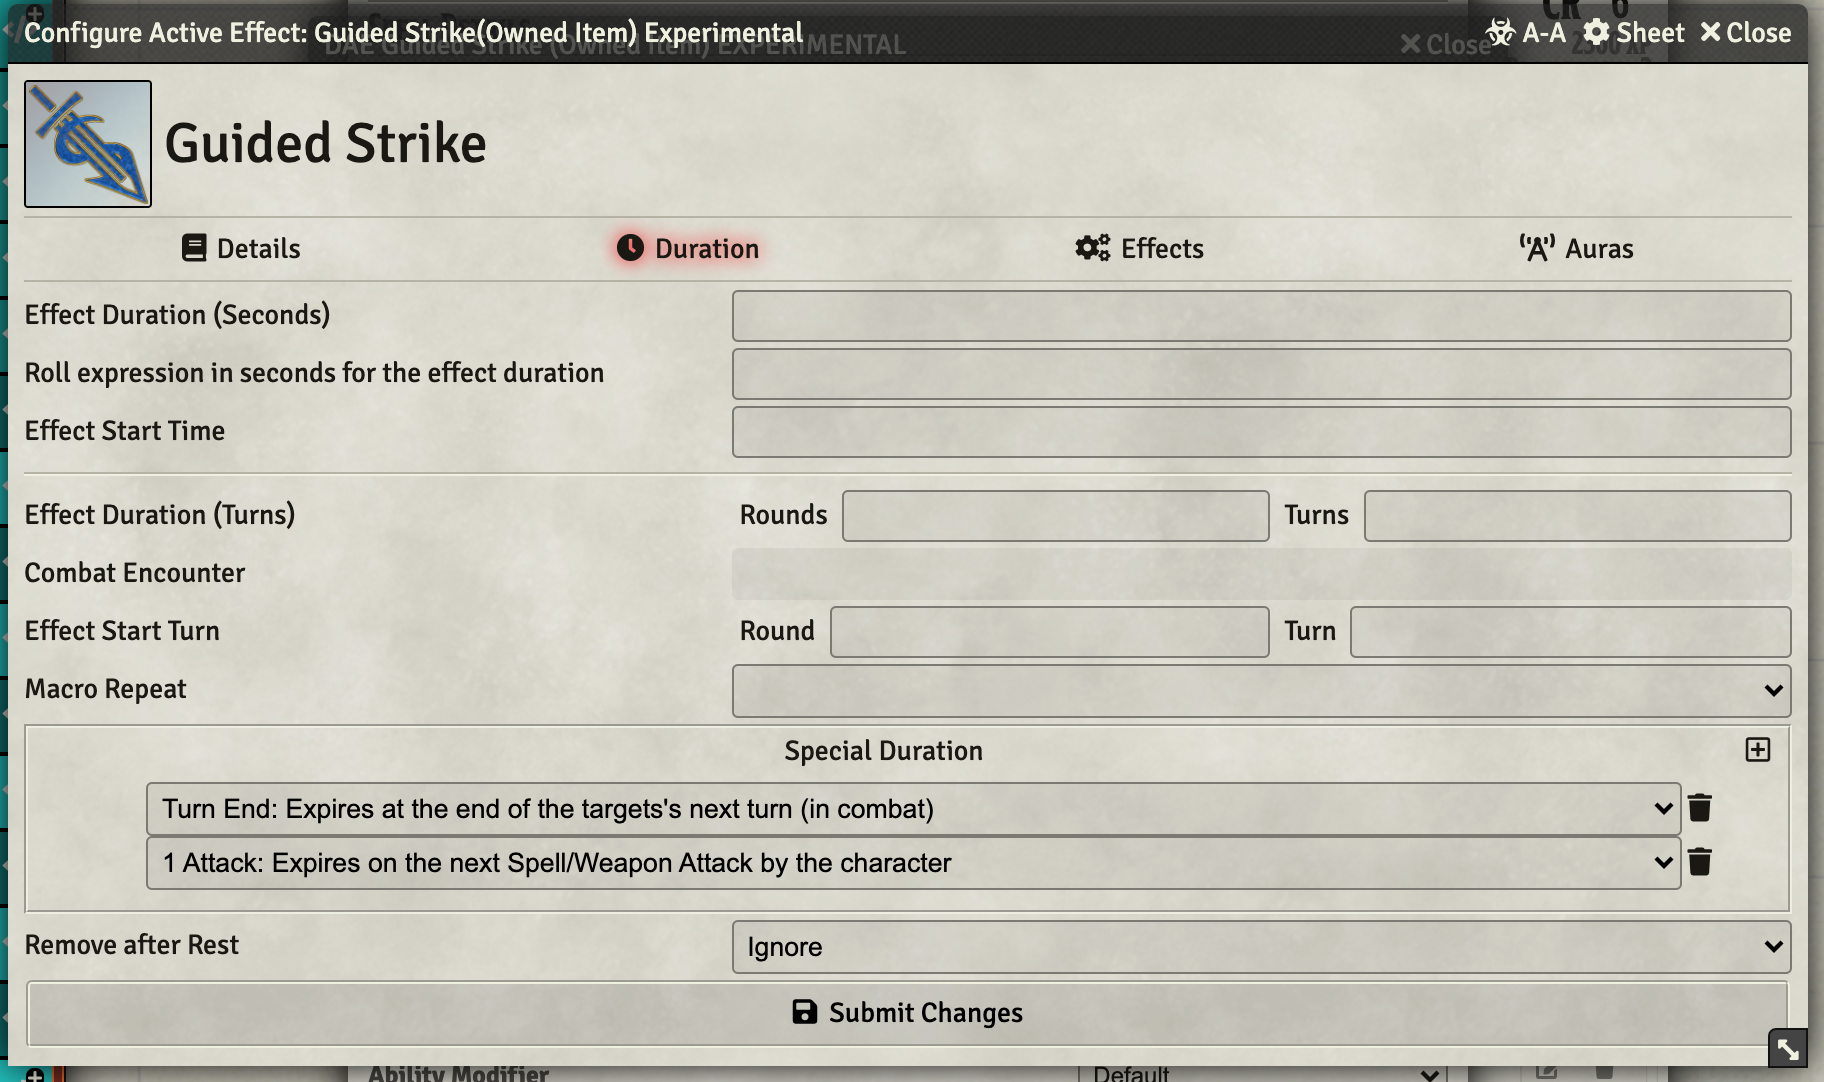 Configure Active Effect: Guided Strike(Owned Item) Experimental
DAE Guided Strike (Owned Item) EXPERIMENTAL
Close
CR 6
2300 XP
A-A
Sheet
Close
Guided Strike
Details
Duration
Effects
Auras
Effect Duration (Seconds)
Roll expression in seconds for the effect duration
Effect Start Time
Effect Duration (Turns)
Rounds
Turns
Combat Encounter
Effect Start Turn
Round
Turn
Macro Repeat
Special Duration
Turn End: Expires at the end of the targets's next turn (in combat)
1 Attack: Expires on the next Spell/Weapon Attack by the character
Remove after Rest
Ignore
Submit Changes
Ability Modifier
Default